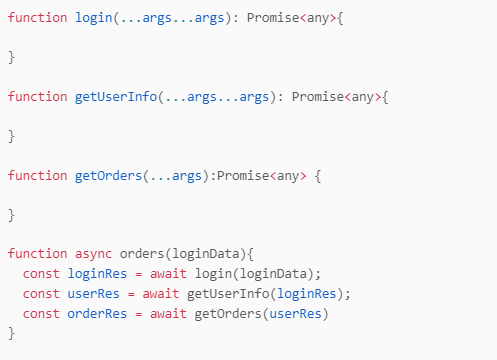 function login(...args...args): Promise<any>{
}
function getUserInfo(...args...args): Promise<any>{
}
function getOrders(...args):Promise<any> {
}
function async orders(loginData){
const loginRes = await login(loginData);
const userRes = await getUserInfo(loginRes);
const orderRes = await getOrders(userRes)
}